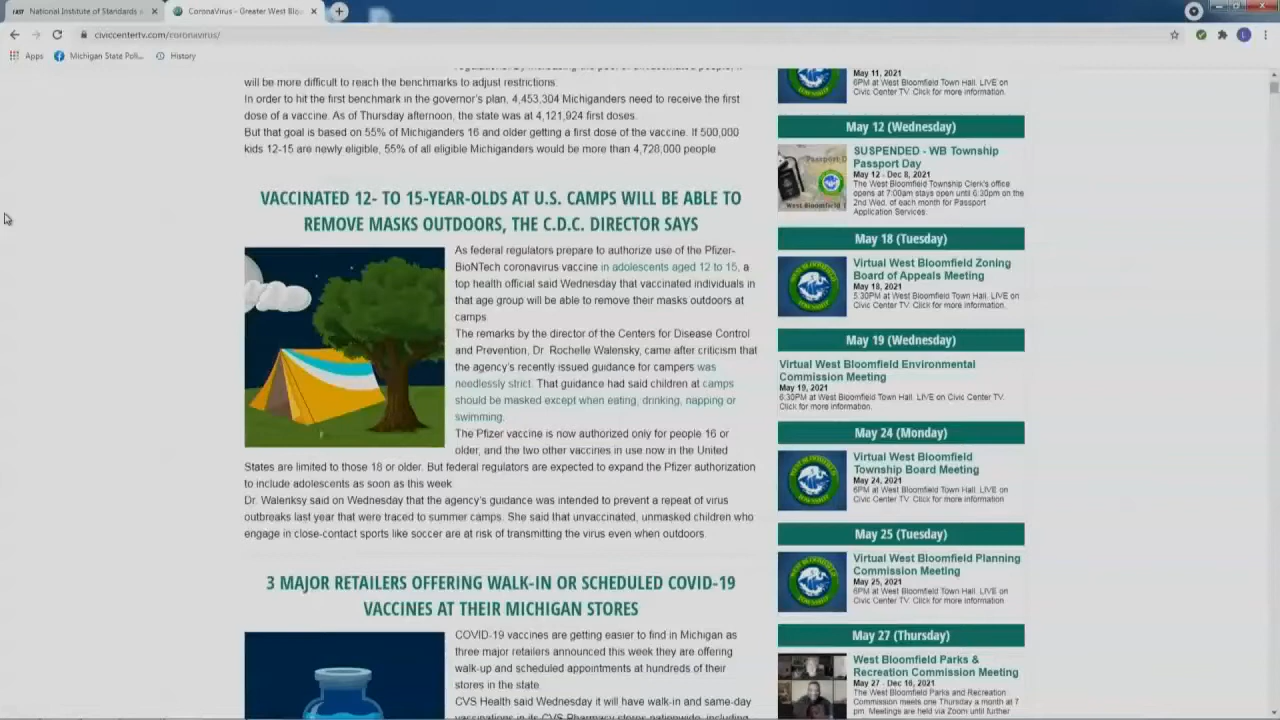 National Institute of Standards
CoronaVirus - Greater West Bloo
civiccentertv.com/coronavirus/
Apps
Michigan State Poli...
History
will be more difficult to reach the benchmarks to adjust restrictions.
In order to hit the first benchmark in the governor's plan, 4,453,304 Michiganders need to receive the first
dose of a vaccine. As of Thursday afternoon, the state was at 4,121,924 first doses.
But that goal is based on 55% of Michiganders 16 and older getting a first dose of the vaccine. If 500,000
kids 12-15 are newly eligible, 55% of all eligible Michiganders would be more than 4,728,000 people
VACCINATED 12- TO 15-YEAR-OLDS AT U.S. CAMPS WILL BE ABLE TO
REMOVE MASKS OUTDOORS, THE C.D.C. DIRECTOR SAYS
As federal regulators prepare to authorize use of the Pfizer-
BioNTech coronavirus vaccine in adolescents aged 12 to 15, a
top health official said Wednesday that vaccinated individuals in
that age group will be able to remove their masks outdoors at
camps.
The remarks by the director of the Centers for Disease Control
and Prevention, Dr. Rochelle Walensky, came after criticism that
the agency's recently issued guidance for campers was
needlessly strict. That guidance had said children at camps
should be masked except when eating, drinking, napping or
swimming.
The Pfizer vaccine is now authorized only for people 16 or
older, and the two other vaccines in use now in the United
States are limited to those 18 or older. But federal regulators are expected to expand the Pfizer authorization
to include adolescents as soon as this week
Dr. Walenksy said on Wednesday that the agency's guidance was intended to prevent a repeat of virus
outbreaks last year that were traced to summer camps. She said that unvaccinated, unmasked children who
engage in close-contact sports like soccer are at risk of transmitting the virus even when outdoors.
3 MAJOR RETAILERS OFFERING WALK-IN OR SCHEDULED COVID-19
VACCINES AT THEIR MICHIGAN STORES
COVID-19 vaccines are getting easier to find in Michigan as
three major retailers announced this week they are offering
walk-up and scheduled appointments at hundreds of their
stores in the state
CVS Health said Wednesday it will have walk-in and same-day
vaccinations in its CVS Pharmacy stores nationwide, including
May 11, 2021
6PM at West Bloomfield Town Hall. LIVE on
Civic Center TV. Click for more information.
May 12 (Wednesday)
SUSPENDED - WB Township
Passport Day
May 12 - Dec 8, 2021
The West Bloomfield Township Clerk's office
opens at 7:00am stays open until 6:30pm on the
2nd Wed. of each month for Passport
Application Services.
May 18 (Tuesday)
Virtual West Bloomfield Zoning
Board of Appeals Meeting
May 18, 2021
5:30PM at West Bloomfield Town Hall. LIVE on
Civic Center TV. Click for more information.
May 19 (Wednesday)
Virtual West Bloomfield Environmental
Commission Meeting
May 19, 2021
6:30PM at West Bloomfield Town Hall. LIVE on Civic Center TV.
Click for more information.
May 24 (Monday)
Virtual West Bloomfield
Township Board Meeting
May 24, 2021
6PM at West Bloomfield Town Hall. LIVE on
Civic Center TV. Click for more information
May 25 (Tuesday)
Virtual West Bloomfield Planning
Commission Meeting
May 25, 2021
6PM at West Bloomfield Town Hall. LIVE on
Civic Center TV. Click for more information
May 27 (Thursday)
West Bloomfield Parks &
Recreation Commission Meeting
May 27 - Dec 16, 2021
The West Bloomfield Parks and Recreation
Commission meets one Thursday a month at 7
pm. Meetings are held via Zoom until further